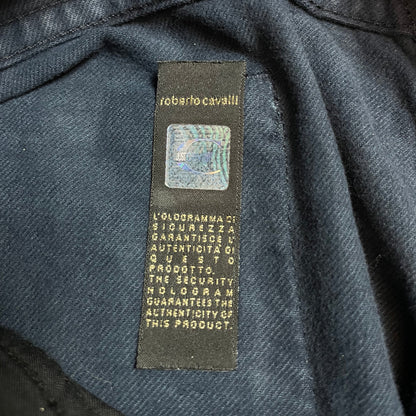 roberto cavalli
L'OLOGRAMMA DI
SICUREZZA
GARANTISCE L'
AUTENTICITÀ DI
QUESTO
PRODOTTO.
THE SECURITY
HOLOGRAM
GUARANTEES THE
AUTHENTICITY OF
THIS PRODUCT.